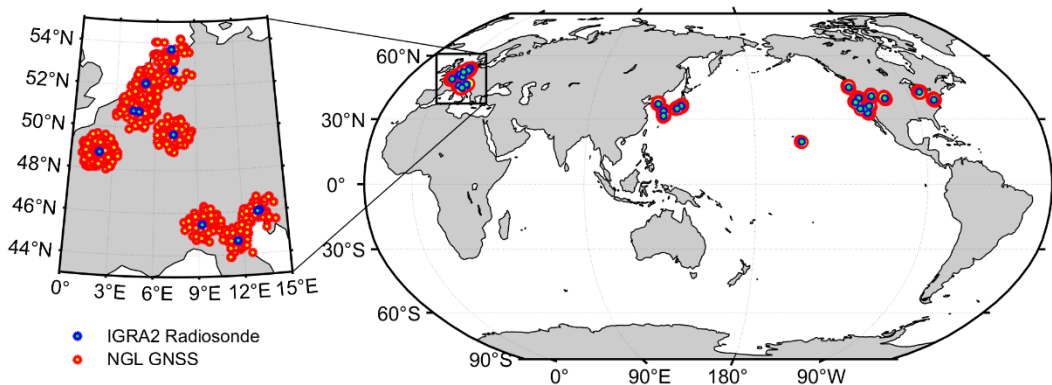 54°N
52°N
50°N
48°N
46°N
44°N
0° 3°E 6°E 9°E 12°E 15°E
IGRA2 Radiosonde
NGL GNSS
60°N
30°N
0°
30°S
60°S
90°S
0° 90°E 180° 90°W